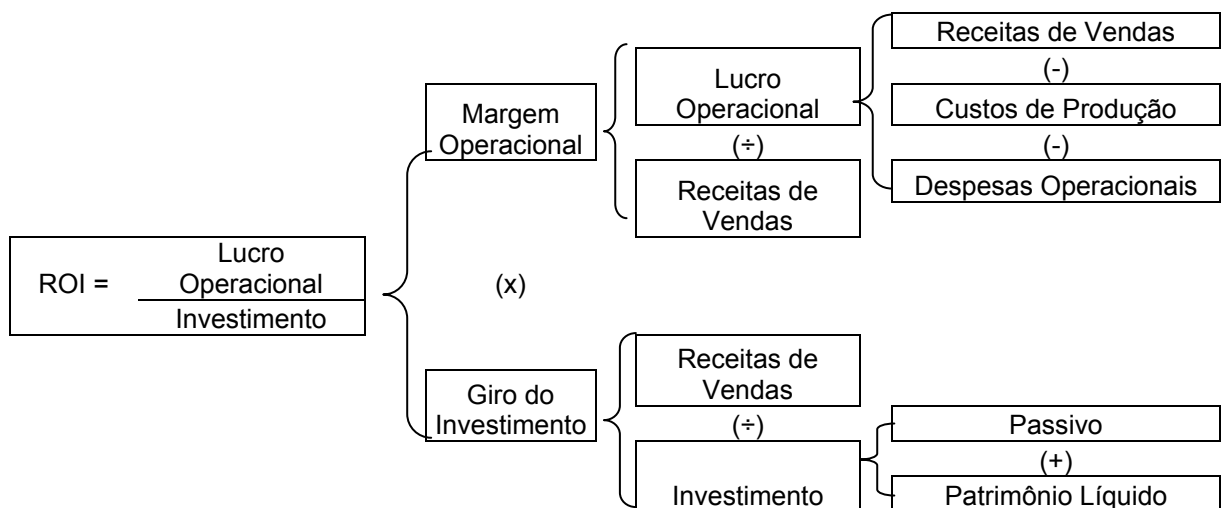 ROI =
Lucro
Operacional
Investimento
Margem
Operacional
(x)
Giro do
Investimento
Lucro
Operacional
(÷)
Receitas de
Vendas
Receitas de Vendas
(-)
Custos de Produção
(-)
Despesas Operacionais
Receitas de
Vendas
(÷)
Investimento
Passivo
(+)
Patrimônio Líquido